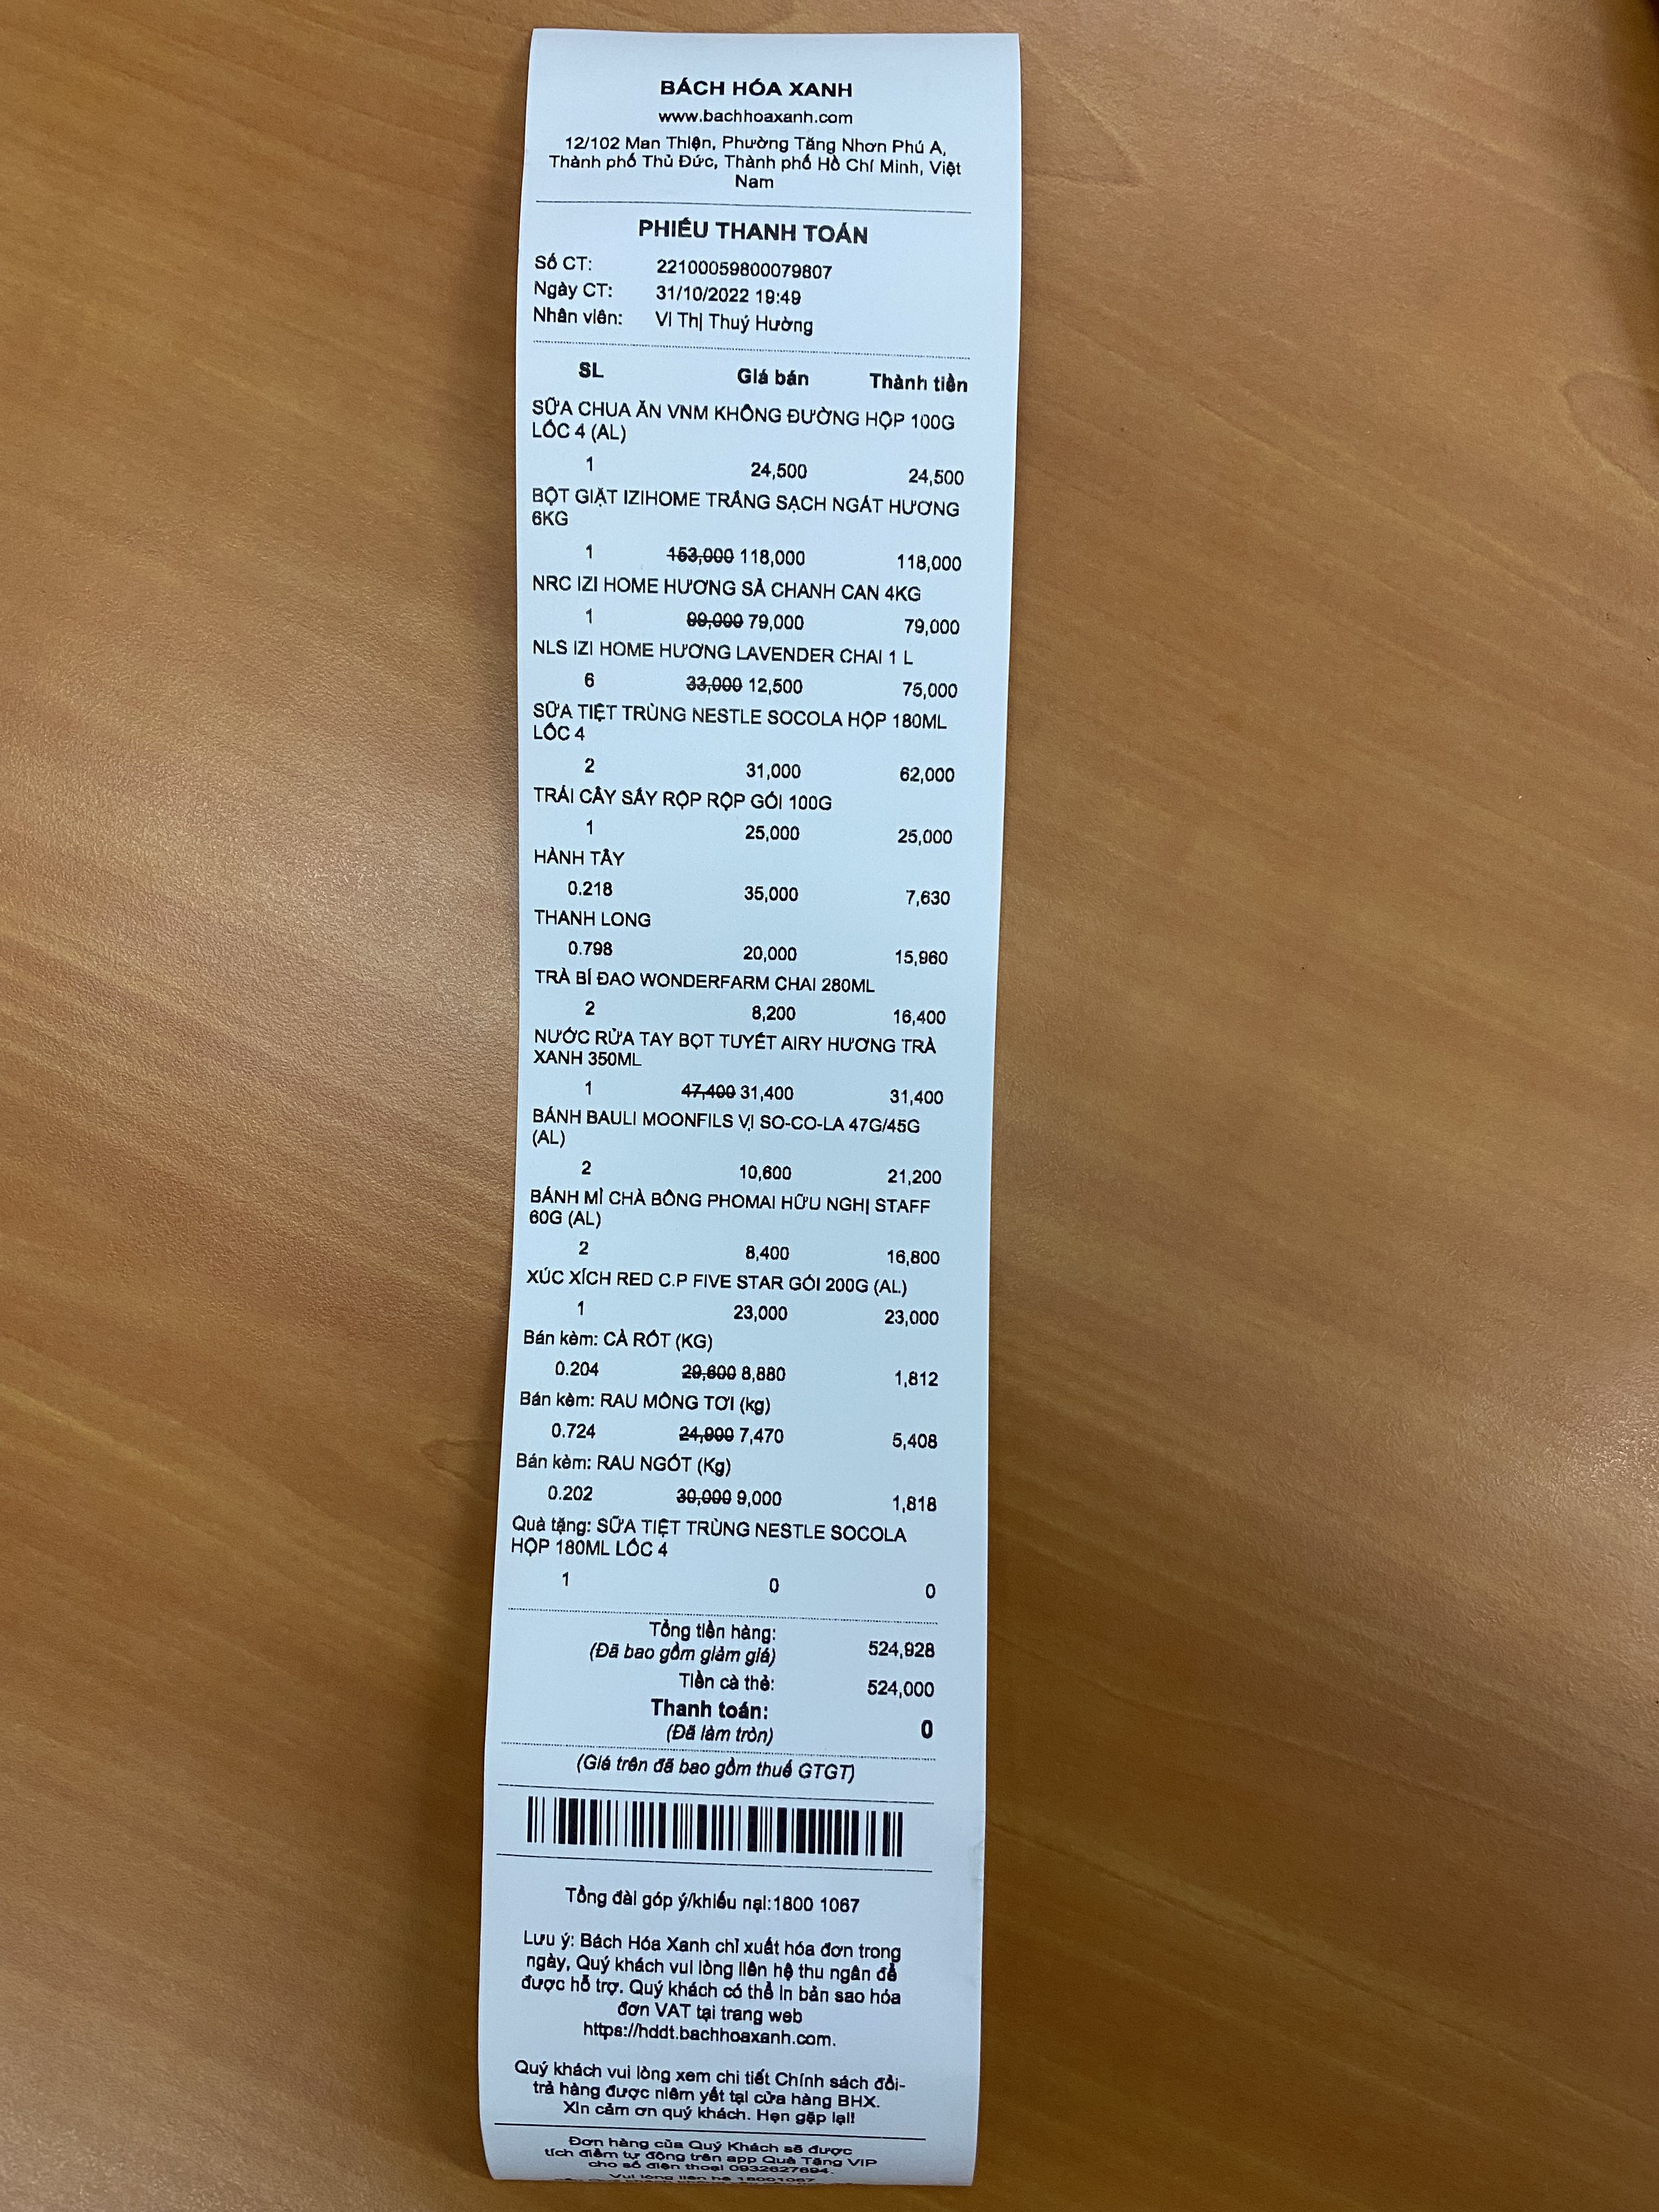 BÁCH HÓA XANH
www.bachhoaxanh.com
12/102 Man Thiện, Phường Tăng Nhơn Phú A,
Thành phố Thủ Đức, Thành phố Hồ Chí Minh, Việt
Nam
PHIẾU THANH TOÁN
Số CT: 22100059800079807
Ngày CT: 31/10/2022 19:49
Nhân viên: Vi Thị Thuý Hường
SL Giá bán Thành tiền
SỮA CHUA ĂN VNM KHÔNG ĐƯỜNG HỘP 100G
LỐC 4 (AL)
1 24,500 24,500
BỘT GIẶT IZIHOME TRẮNG SẠCH NGÁT HƯƠNG
6KG
1 153,000 118,000 118,000
NRC IZI HOME HƯƠNG SẢ CHANH CAN 4KG
1 99,000 79,000 79,000
NLS IZI HOME HƯƠNG LAVENDER CHAI 1 L
6 33,000 12,500 75,000
SỮA TIỆT TRÙNG NESTLE SOCOLA HỘP 180ML
LỐC 4
2 31,000 62,000
TRÁI CÂY SẤY RỘP RỘP GÓI 100G
1 25,000 25,000
HÀNH TÂY
0.218 35,000 7,630
THANH LONG
0.798 20,000 15,960
TRÀ BÍ ĐAO WONDERFARM CHAI 280ML
2 8,200 16,400
NƯỚC RỬA TAY BỌT TUYẾT AIRY HƯƠNG TRÀ
XANH 350ML
1 47,400 31,400 31,400
BÁNH BAULI MOONFILS VỊ SO-CO-LA 47G/45G
(AL)
2 10,600 21,200
BÁNH MÌ CHÀ BÔNG PHOMAI HỮU NGHỊ STAFF
60G (AL)
2 8,400 16,800
XÚC XÍCH RED C.P FIVE STAR GÓI 200G (AL)
1 23,000 23,000
Bán kèm: CÀ RỐT (KG)
0.204 29,600 8,880 1,812
Bán kèm: RAU MỒNG TƠI (kg)
0.724 24,900 7,470 5,408
Bán kèm: RAU NGÓT (Kg)
0.202 30,000 9,000 1,818
Quà tặng: SỮA TIỆT TRÙNG NESTLE SOCOLA
HỘP 180ML LỐC 4
1 0 0
Tổng tiền hàng: 524,928
(Đã bao gồm giảm giá)
Tiền cà thẻ: 524,000
Thanh toán: 0
(Đã làm tròn)
(Giá trên đã bao gồm thuế GTGT)
Tổng đài góp ý/khiếu nại:1800 1067
Lưu ý: Bách Hóa Xanh chỉ xuất hóa đơn trong
ngày, Quý khách vui lòng liên hệ thu ngân để
được hỗ trợ. Quý khách có thể in bản sao hóa
đơn VAT tại trang web
https://hddt.bachhoaxanh.com.
Quý khách vui lòng xem chi tiết Chính sách đổi-
trả hàng được niêm yết tại cửa hàng BHX.
Xin cảm ơn quý khách. Hẹn gặp lại!
Đơn hàng của Quý Khách sẽ được
tích điểm tự động trên app Quà Tặng VIP
cho số điện thoại 0932627694.
Vui lòng liên hệ 18001067